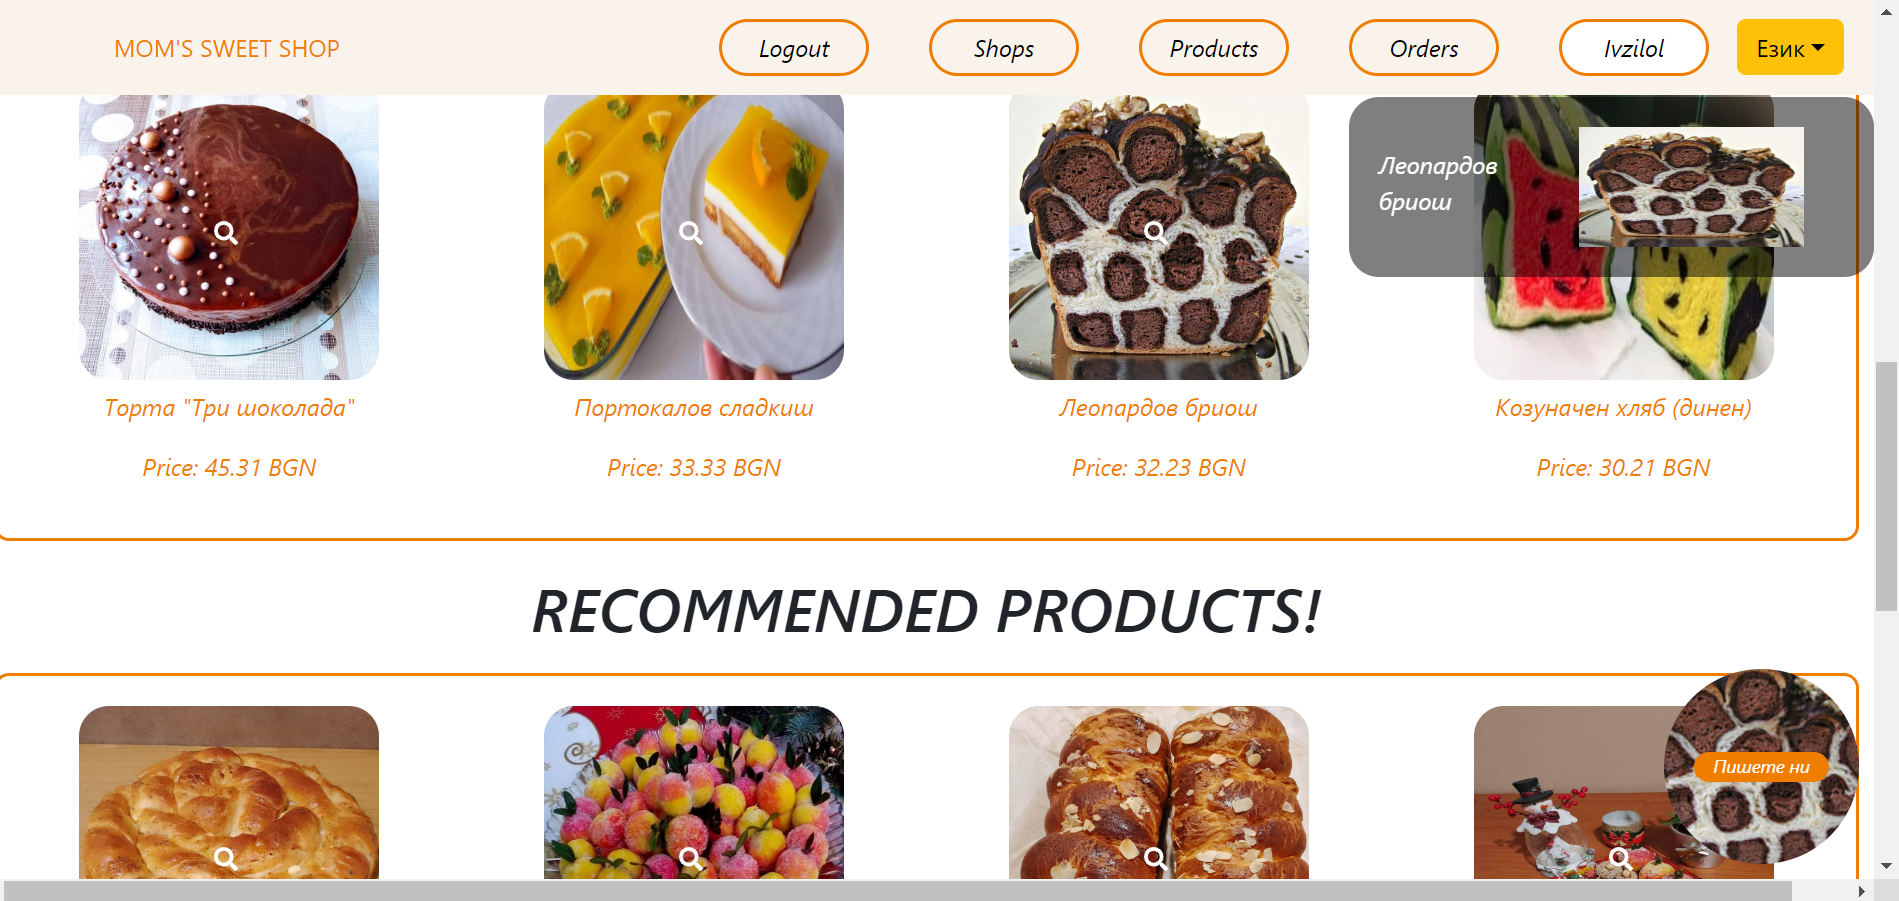 MOM'S SWEET SHOP
Logout
Shops
Products
Orders
Ivzilol
Език
Леопардов
бриош
Торта "Три шоколада"
Портокалов сладкиш
Леопардов бриош
Козуначен хляб (динен)
Price: 45.31 BGN
Price: 33.33 BGN
Price: 32.23 BGN
Price: 30.21 BGN
RECOMMENDED PRODUCTS!
Пишете ни